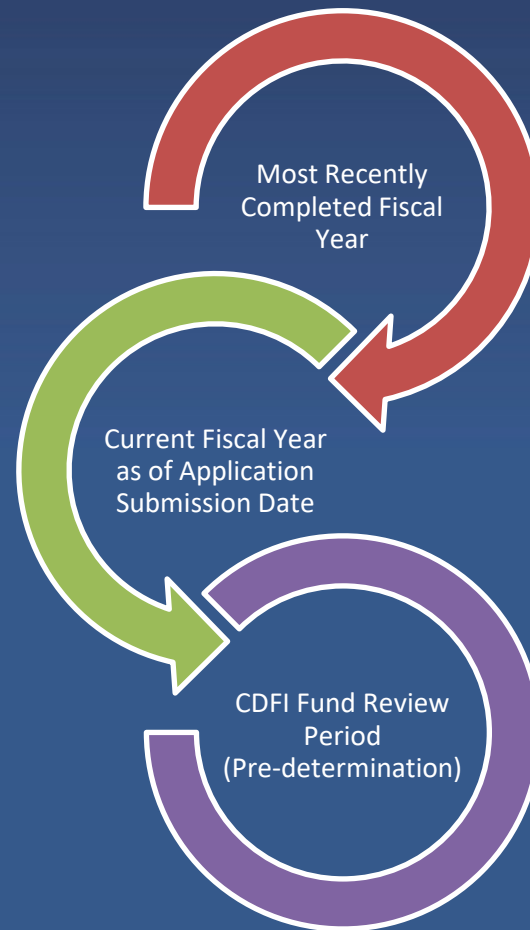 Most Recently
Completed Fiscal
Year
Current Fiscal Year
as of Application
Submission Date
CDFI Fund Review
Period
(Pre-determination)